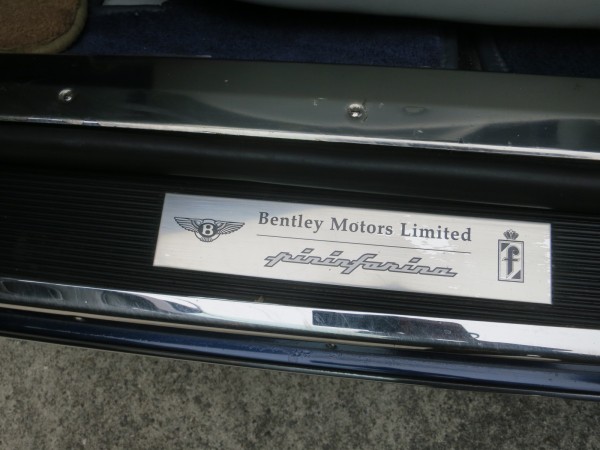 B
Bentley Motors Limited
pininfarina
f